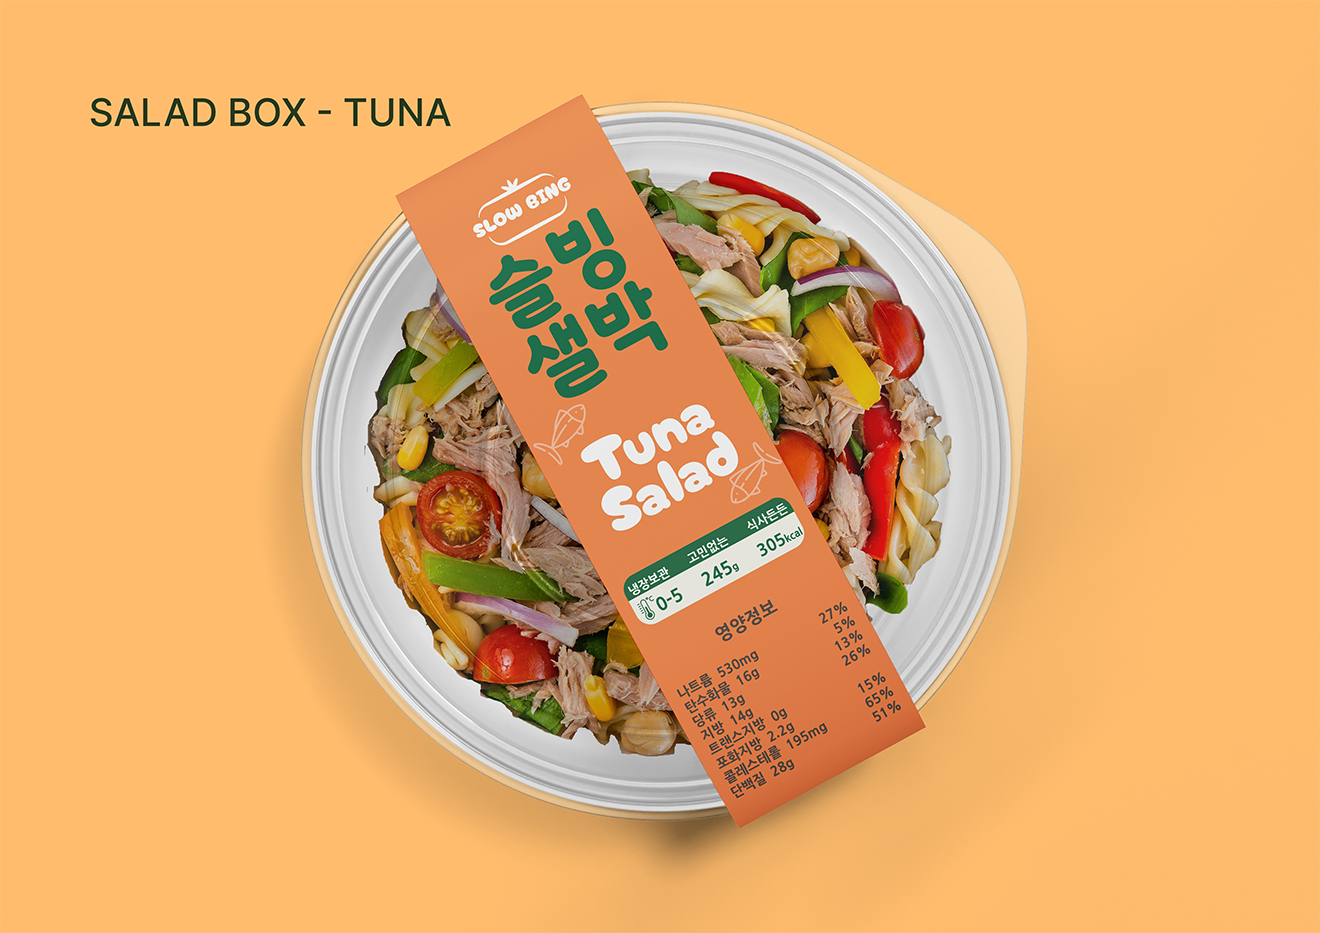 SALAD BOX - TUNA
SLOW BING
슬빙
샐박
Tuna
Salad
냉장보관 고민없는 식사든든
℃ 0-5 245g 305kcal
영양정보
나트륨 530mg 27%
탄수화물 16g 5%
당류 13g 13%
지방 14g 26%
트랜스지방 0g
포화지방 2.2g 15%
콜레스테롤 195mg 65%
단백질 28g 51%